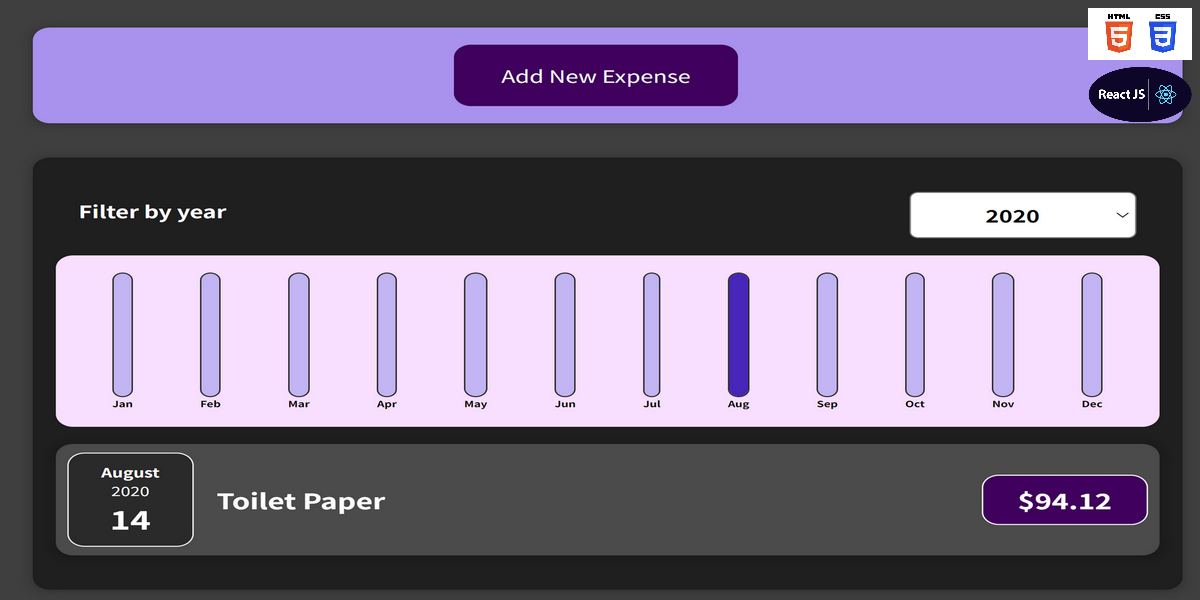 HTML
CSS
5
3
Add New Expense
React JS
Filter by year
2020
Jan Feb Mar Apr May Jun Jul Aug Sep Oct Nov Dec
August
2020
14
Toilet Paper
$94.12